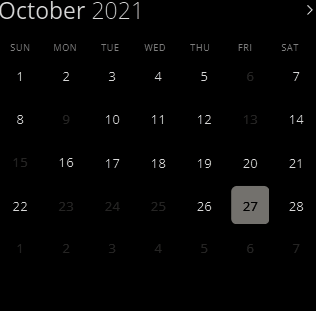 October 2021
SUN MON TUE WED THU FRI SAT
1 2 3 4 5 6 7
8 9 10 11 12 13 14
15 16 17 18 19 20 21
22 23 24 25 26 27 28
1 2 3 4 5 6 7